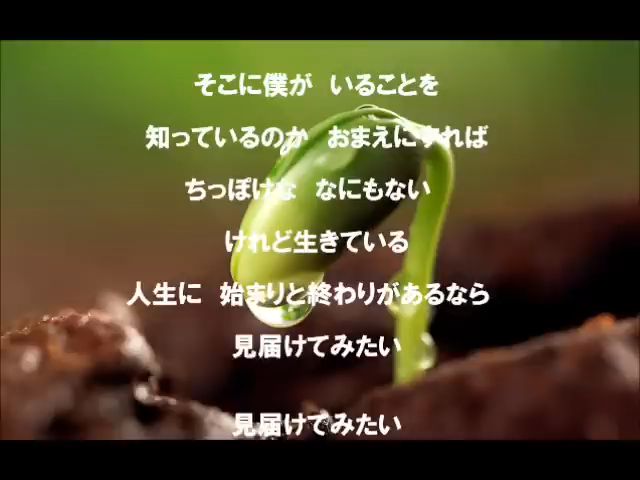 そこに僕が　いることを
知っているのか　おまえにすれば
ちっぽけな　なにもない
けれど生きている
人生に　始まりと終わりがあるなら
見届けてみたい
見届けてみたい